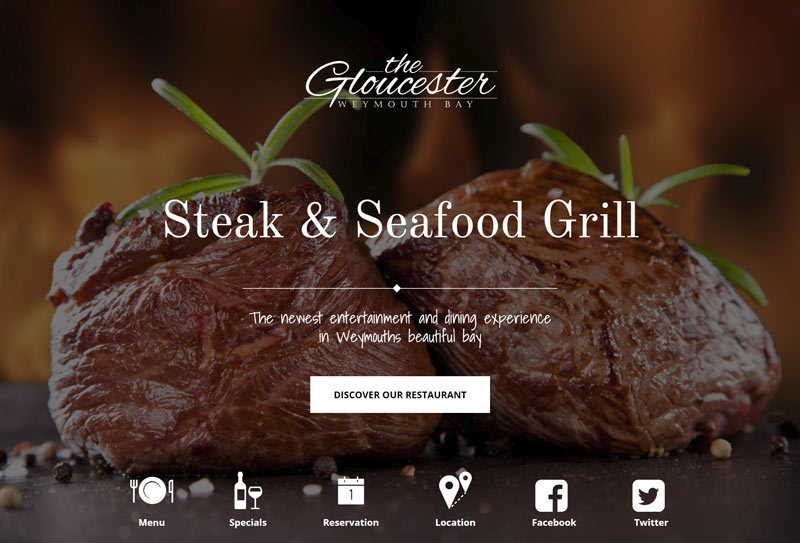 the
Gloucester
WEYMOUTH BAY
Steak & Seafood Grill
The newest entertainment and dining experience
in Weymouths beautiful bay
DISCOVER OUR RESTAURANT
1
Menu
Specials
Reservation
Location
Facebook
Twitter